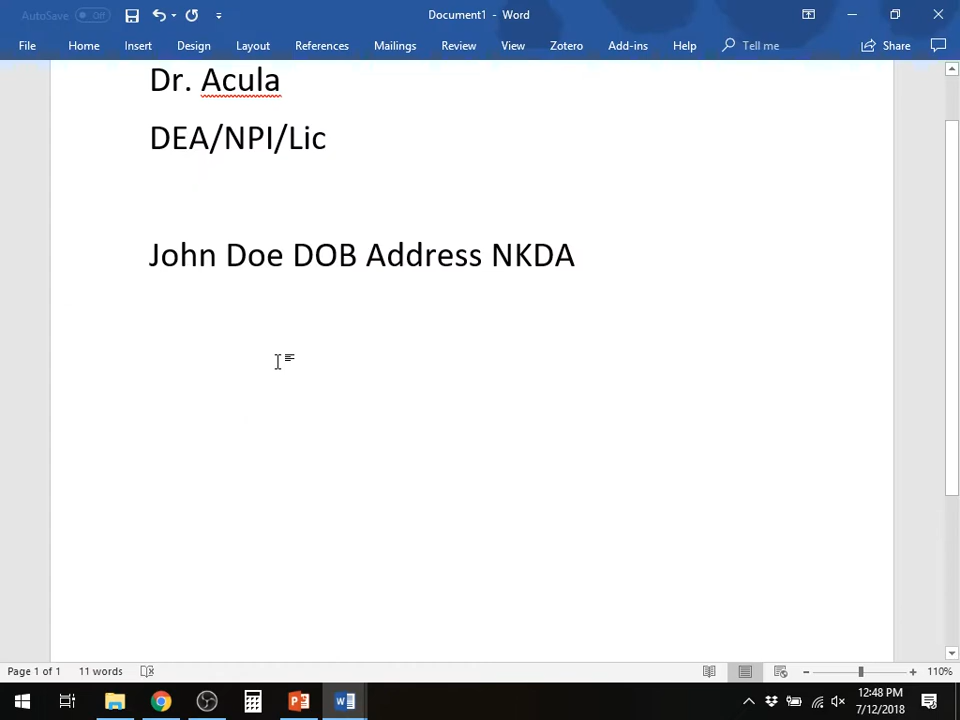 AutoSave Off Document1 - Word
File Home Insert Design Layout References Mailings Review View Zotero Add-ins Help Tell me Share
Dr. Acula
DEA/NPI/Lic
John Doe DOB Address NKDA
Page 1 of 1 11 words 110%
12:48 PM
7/12/2018